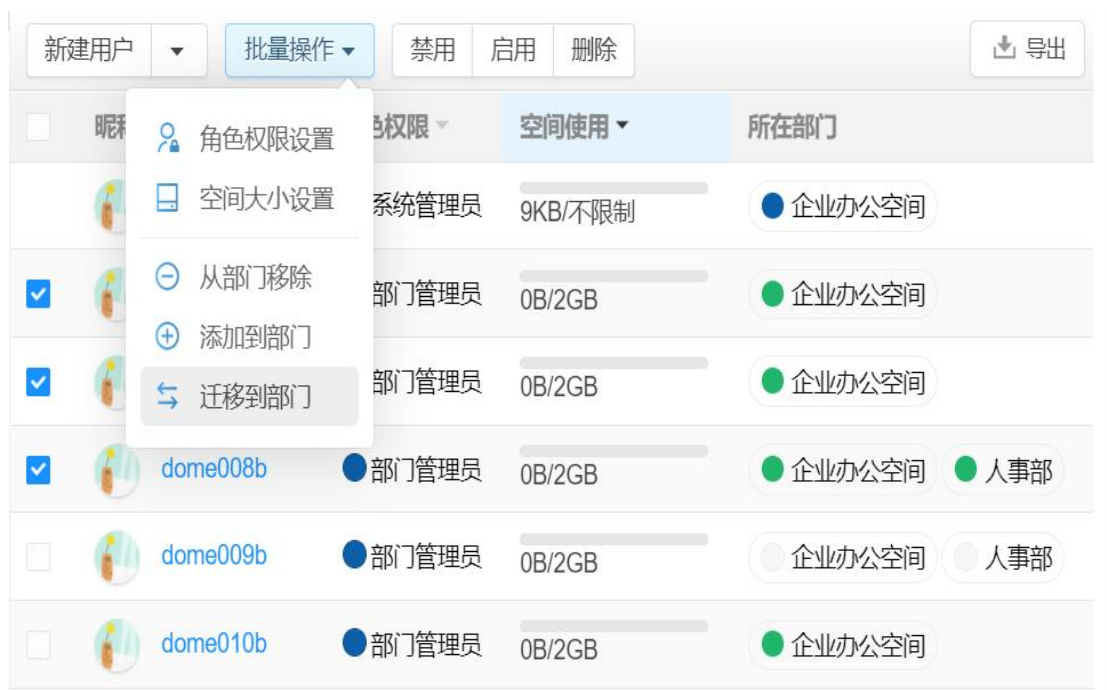 新建用户 批量操作 禁用 启用 删除 导出
昵 色权限 空间使用 所在部门
角色权限设置
空间大小设置
系统管理员 9KB/不限制 企业办公空间
从部门移除
部门管理员 0B/2GB 企业办公空间
添加到部门
部门管理员 0B/2GB 企业办公空间
迁移到部门
dome008b 部门管理员 0B/2GB 企业办公空间 人事部
dome009b 部门管理员 0B/2GB 企业办公空间 人事部
dome010b 部门管理员 0B/2GB 企业办公空间